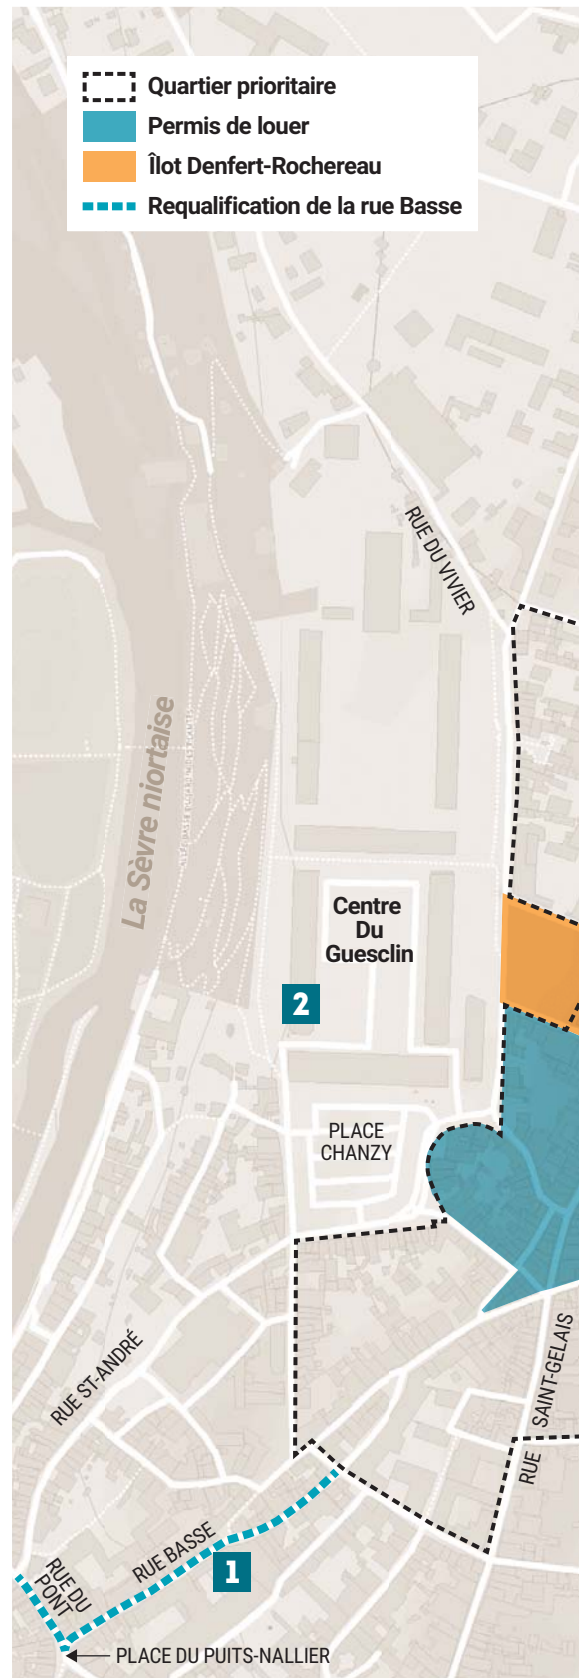 Quartier prioritaire
Permis de louer
Îlot Denfert-Rochereau
Requalification de la rue Basse
RUE DU VIVIER
La Sèvre niortaise
Centre
Du
Guesclin
2
PLACE
CHANZY
RUE ST-ANDRÉ
RUE SAINT-GELAIS
RUE BASSE
1
RUE DU
PONT
PLACE DU PUITS-NALLIER